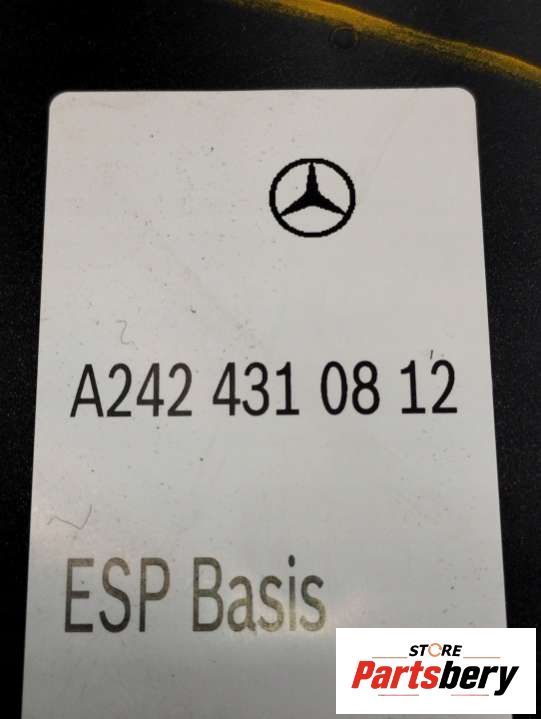 A242 431 08 12
ESP Basis
STORE
Partsbery